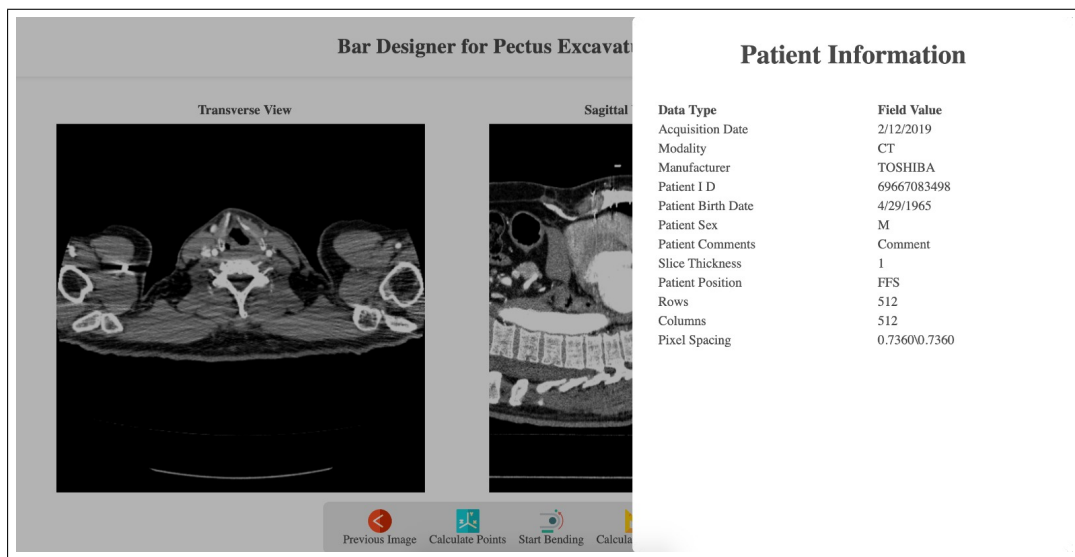 Bar Designer for Pectus Excavatu
Patient Information
Transverse View
Sagittal
Data Type Field Value
Acquisition Date 2/12/2019
Modality CT
Manufacturer TOSHIBA
Patient I D 69667083498
Patient Birth Date 4/29/1965
Patient Sex M
Patient Comments Comment
Slice Thickness 1
Patient Position FFS
Rows 512
Columns 512
Pixel Spacing 0.7360\0.7360
Previous Image Calculate Points Start Bending Calcula